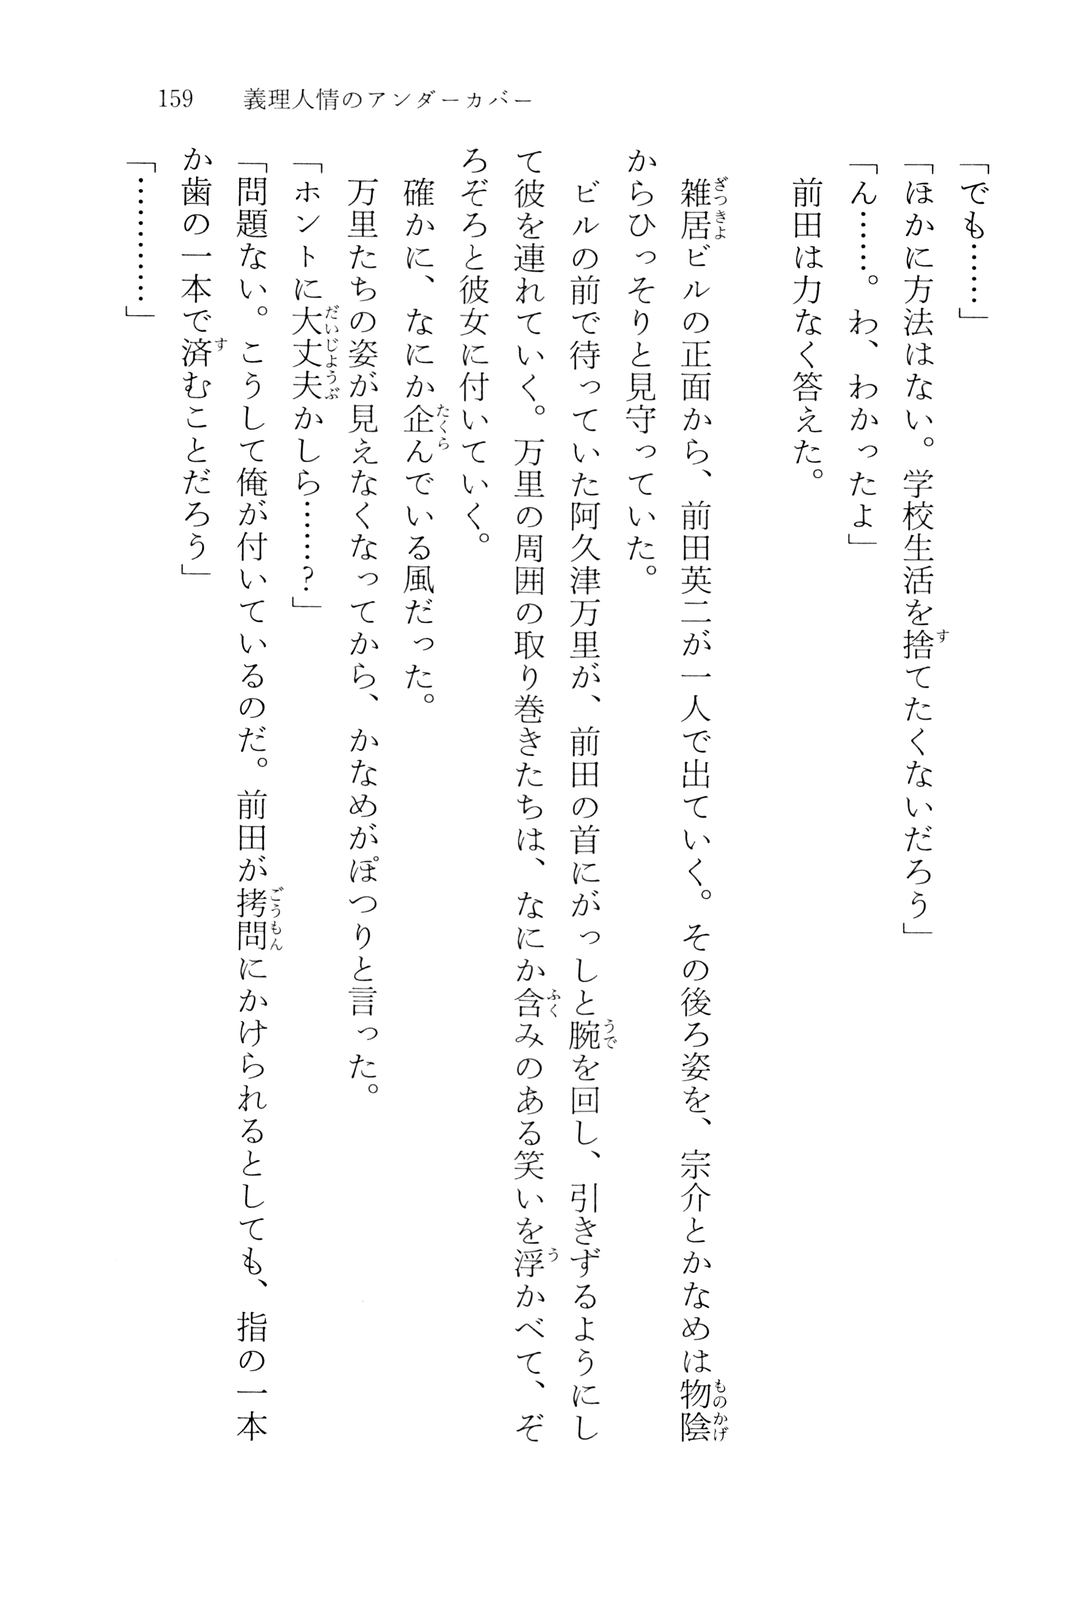 159　義理人情のアンダーカバー
「でも……」
「ほかに方法はない。学校生活を捨てたくないだろう」
「ん……。わ、わかったよ」
前田は力なく答えた。
雑居ビルの正面から、前田英二が一人で出ていく。その後ろ姿を、宗介とかなめは物陰
からひっそりと見守っていた。
ビルの前で待っていた阿久津万里が、前田の首にがっしと腕を回し、引きずるようにし
て彼を連れていく。万里の周囲の取り巻きたちは、なにか含みのある笑いを浮かべて、ぞ
ろぞろと彼女に付いていく。
確かに、なにか企んでいる風だった。
万里たちの姿が見えなくなってから、かなめがぽつりと言った。
「ホントに大丈夫かしら……？」
「問題ない。こうして俺が付いているのだ。前田が拷問にかけられるとしても、指の一本
か歯の一本で済むことだろう」
「…………」